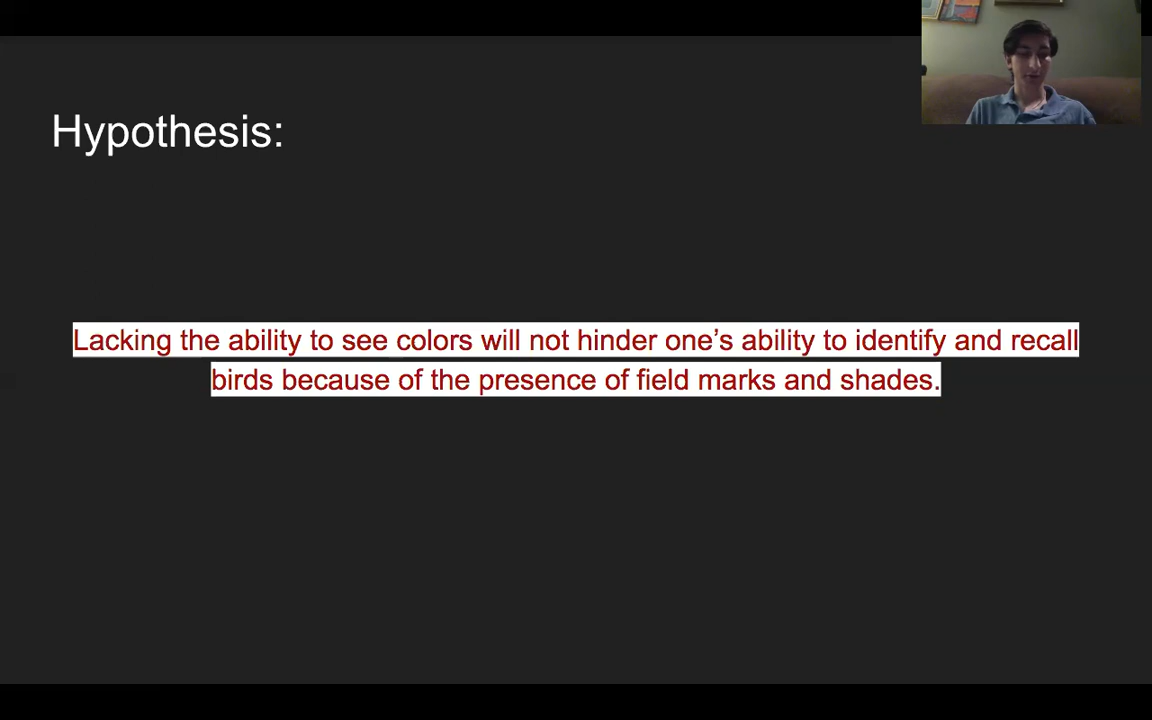 Hypothesis:
Lacking the ability to see colors will not hinder one’s ability to identify and recall
birds because of the presence of field marks and shades.